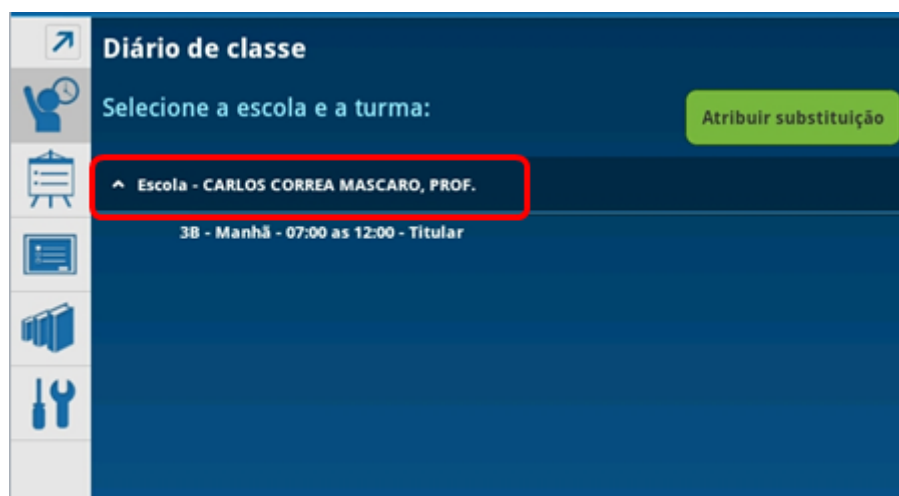 Diário de classe
Selecione a escola e a turma:
Atribuir substituição
Escola - CARLOS CORREA MASCARO, PROF.
3B - Manhã - 07:00 as 12:00 - Titular